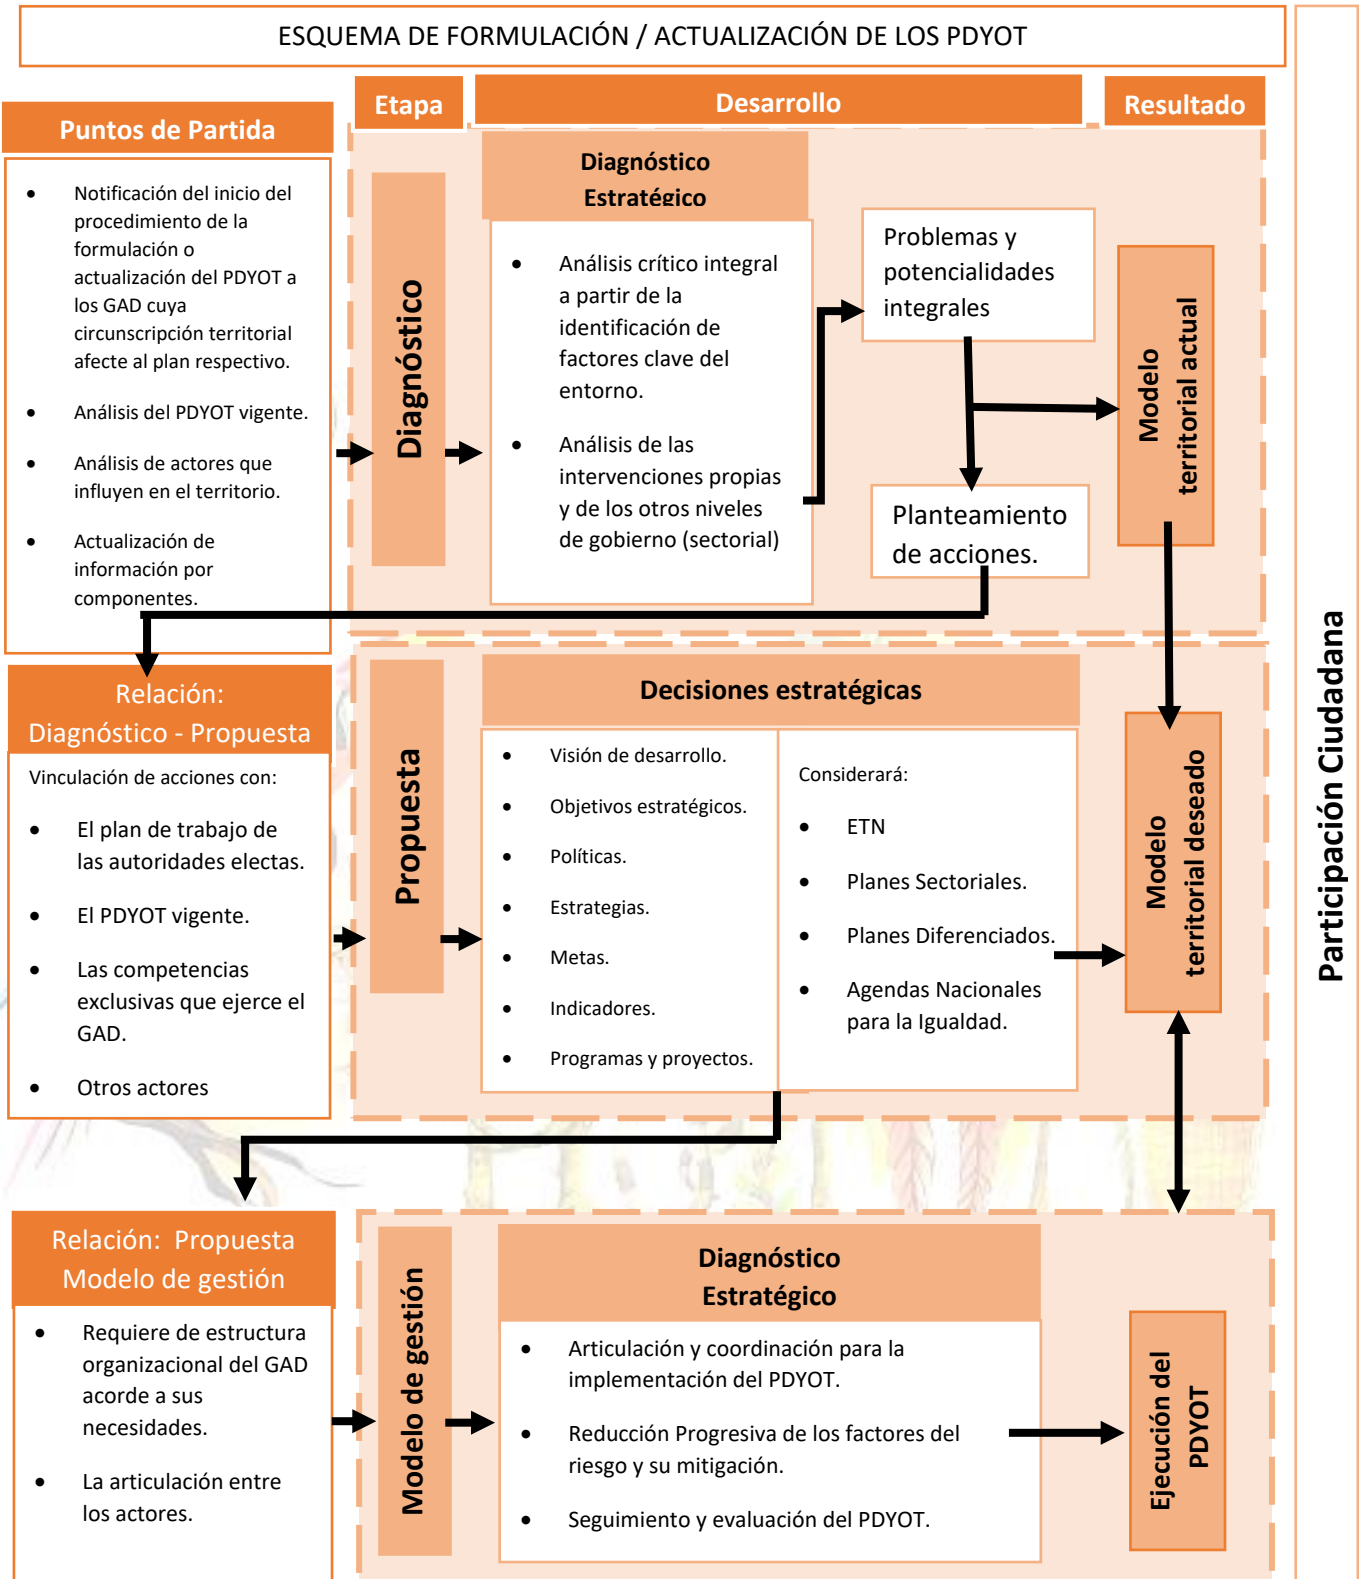 ESQUEMA DE FORMULACIÓN / ACTUALIZACIÓN DE LOS PDYOT
Etapa
Desarrollo
Resultado
Puntos de Partida
• Notificación del inicio del
procedimiento de la
formulación o
actualización del PDYOT a
los GAD cuya
circunscripción territorial
afecte al plan respectivo.
• Análisis del PDYOT vigente.
• Análisis de actores que
influyen en el territorio.
• Actualización de
información por
componentes.
Diagnóstico
Diagnóstico
Estratégico
• Análisis crítico integral
a partir de la
identificación de
factores clave del
entorno.
• Análisis de las
intervenciones propias
y de los otros niveles
de gobierno (sectorial)
Problemas y
potencialidades
integrales
Planteamiento
de acciones.
Modelo
territorial actual
Relación:
Diagnóstico - Propuesta
Vinculación de acciones con:
• El plan de trabajo de
las autoridades electas.
• El PDYOT vigente.
• Las competencias
exclusivas que ejerce el
GAD.
• Otros actores
Propuesta
Decisiones estratégicas
• Visión de desarrollo.
• Objetivos estratégicos.
• Políticas.
• Estrategias.
• Metas.
• Indicadores.
• Programas y proyectos.
Considerará:
• ETN
• Planes Sectoriales.
• Planes Diferenciados.
• Agendas Nacionales
para la Igualdad.
Modelo
territorial deseado
Relación: Propuesta
Modelo de gestión
• Requiere de estructura
organizacional del GAD
acorde a sus
necesidades.
• La articulación entre
los actores.
Modelo de gestión
Diagnóstico
Estratégico
• Articulación y coordinación para la
implementación del PDYOT.
• Reducción Progresiva de los factores del
riesgo y su mitigación.
• Seguimiento y evaluación del PDYOT.
Ejecución del
PDYOT
Participación Ciudadana